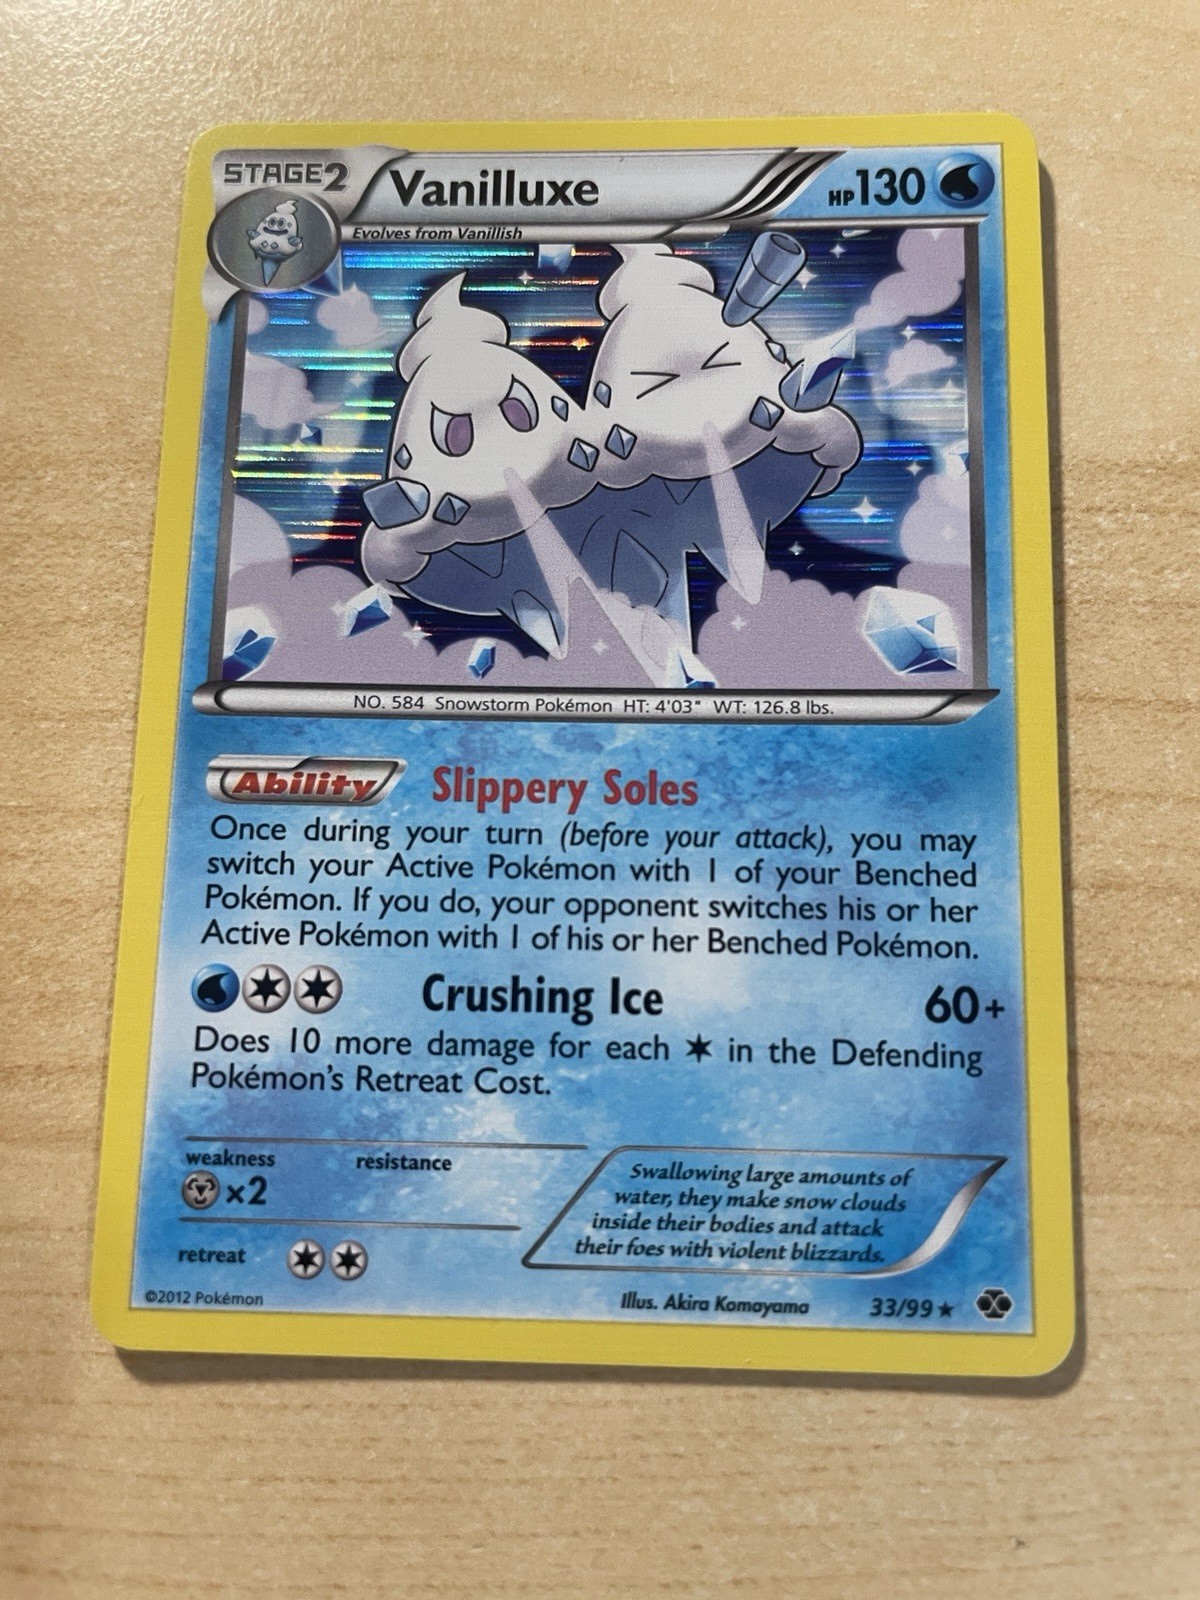 STAGE2 Vanilluxe HP130
Evolves from Vanillish
NO. 584 Snowstorm Pokémon HT: 4'03" WT: 126.8 lbs.
Ability Slippery Soles
Once during your turn (before your attack), you may
switch your Active Pokémon with 1 of your Benched
Pokémon. If you do, your opponent switches his or her
Active Pokémon with 1 of his or her Benched Pokémon.
Crushing Ice 60+
Does 10 more damage for each in the Defending
Pokémon's Retreat Cost.
weakness resistance
×2
retreat
Swallowing large amounts of
water, they make snow clouds
inside their bodies and attack
their foes with violent blizzards.
©2012 Pokémon Illus. Akira Komayama 33/99 ★